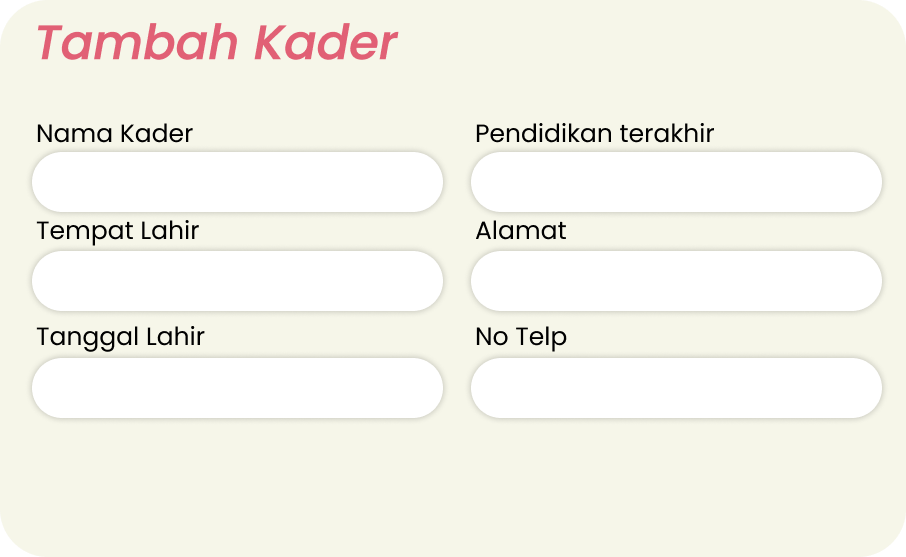 Tambah Kader
Nama Kader
Pendidikan terakhir
Tempat Lahir
Alamat
Tanggal Lahir
No Telp